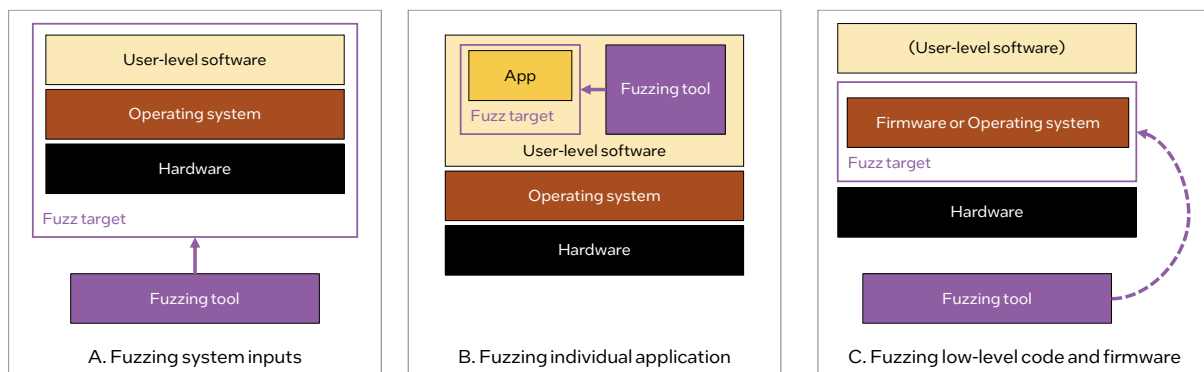 User-level software
Operating system
Hardware
Fuzz target
Fuzzing tool
A. Fuzzing system inputs
App
Fuzz target
Fuzzing tool
User-level software
Operating system
Hardware
B. Fuzzing individual application
(User-level software)
Firmware or Operating system
Fuzz target
Hardware
Fuzzing tool
C. Fuzzing low-level code and firmware